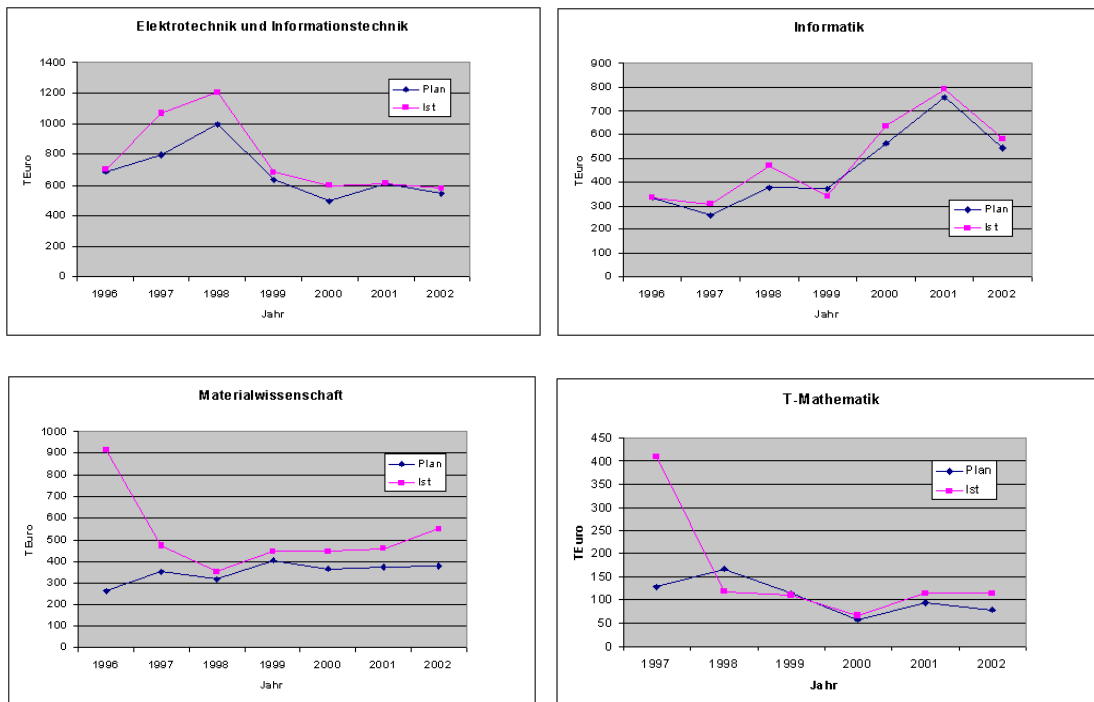 Elektrotechnik und Informationstechnik
1400
1200
1000
800
600
400
200
0
TEuro
Plan
Ist
1996 1997 1998 1999 2000 2001 2002
Jahr
Informatik
900
800
700
600
500
400
300
200
100
0
TEuro
Plan
Ist
1996 1997 1998 1999 2000 2001 2002
Jahr
Materialwissenschaft
1000
900
800
700
600
500
400
300
200
100
0
TEuro
Plan
Ist
1996 1997 1998 1999 2000 2001 2002
Jahr
T-Mathematik
450
400
350
300
250
200
150
100
50
0
TEuro
Plan
Ist
1997 1998 1999 2000 2001 2002
Jahr